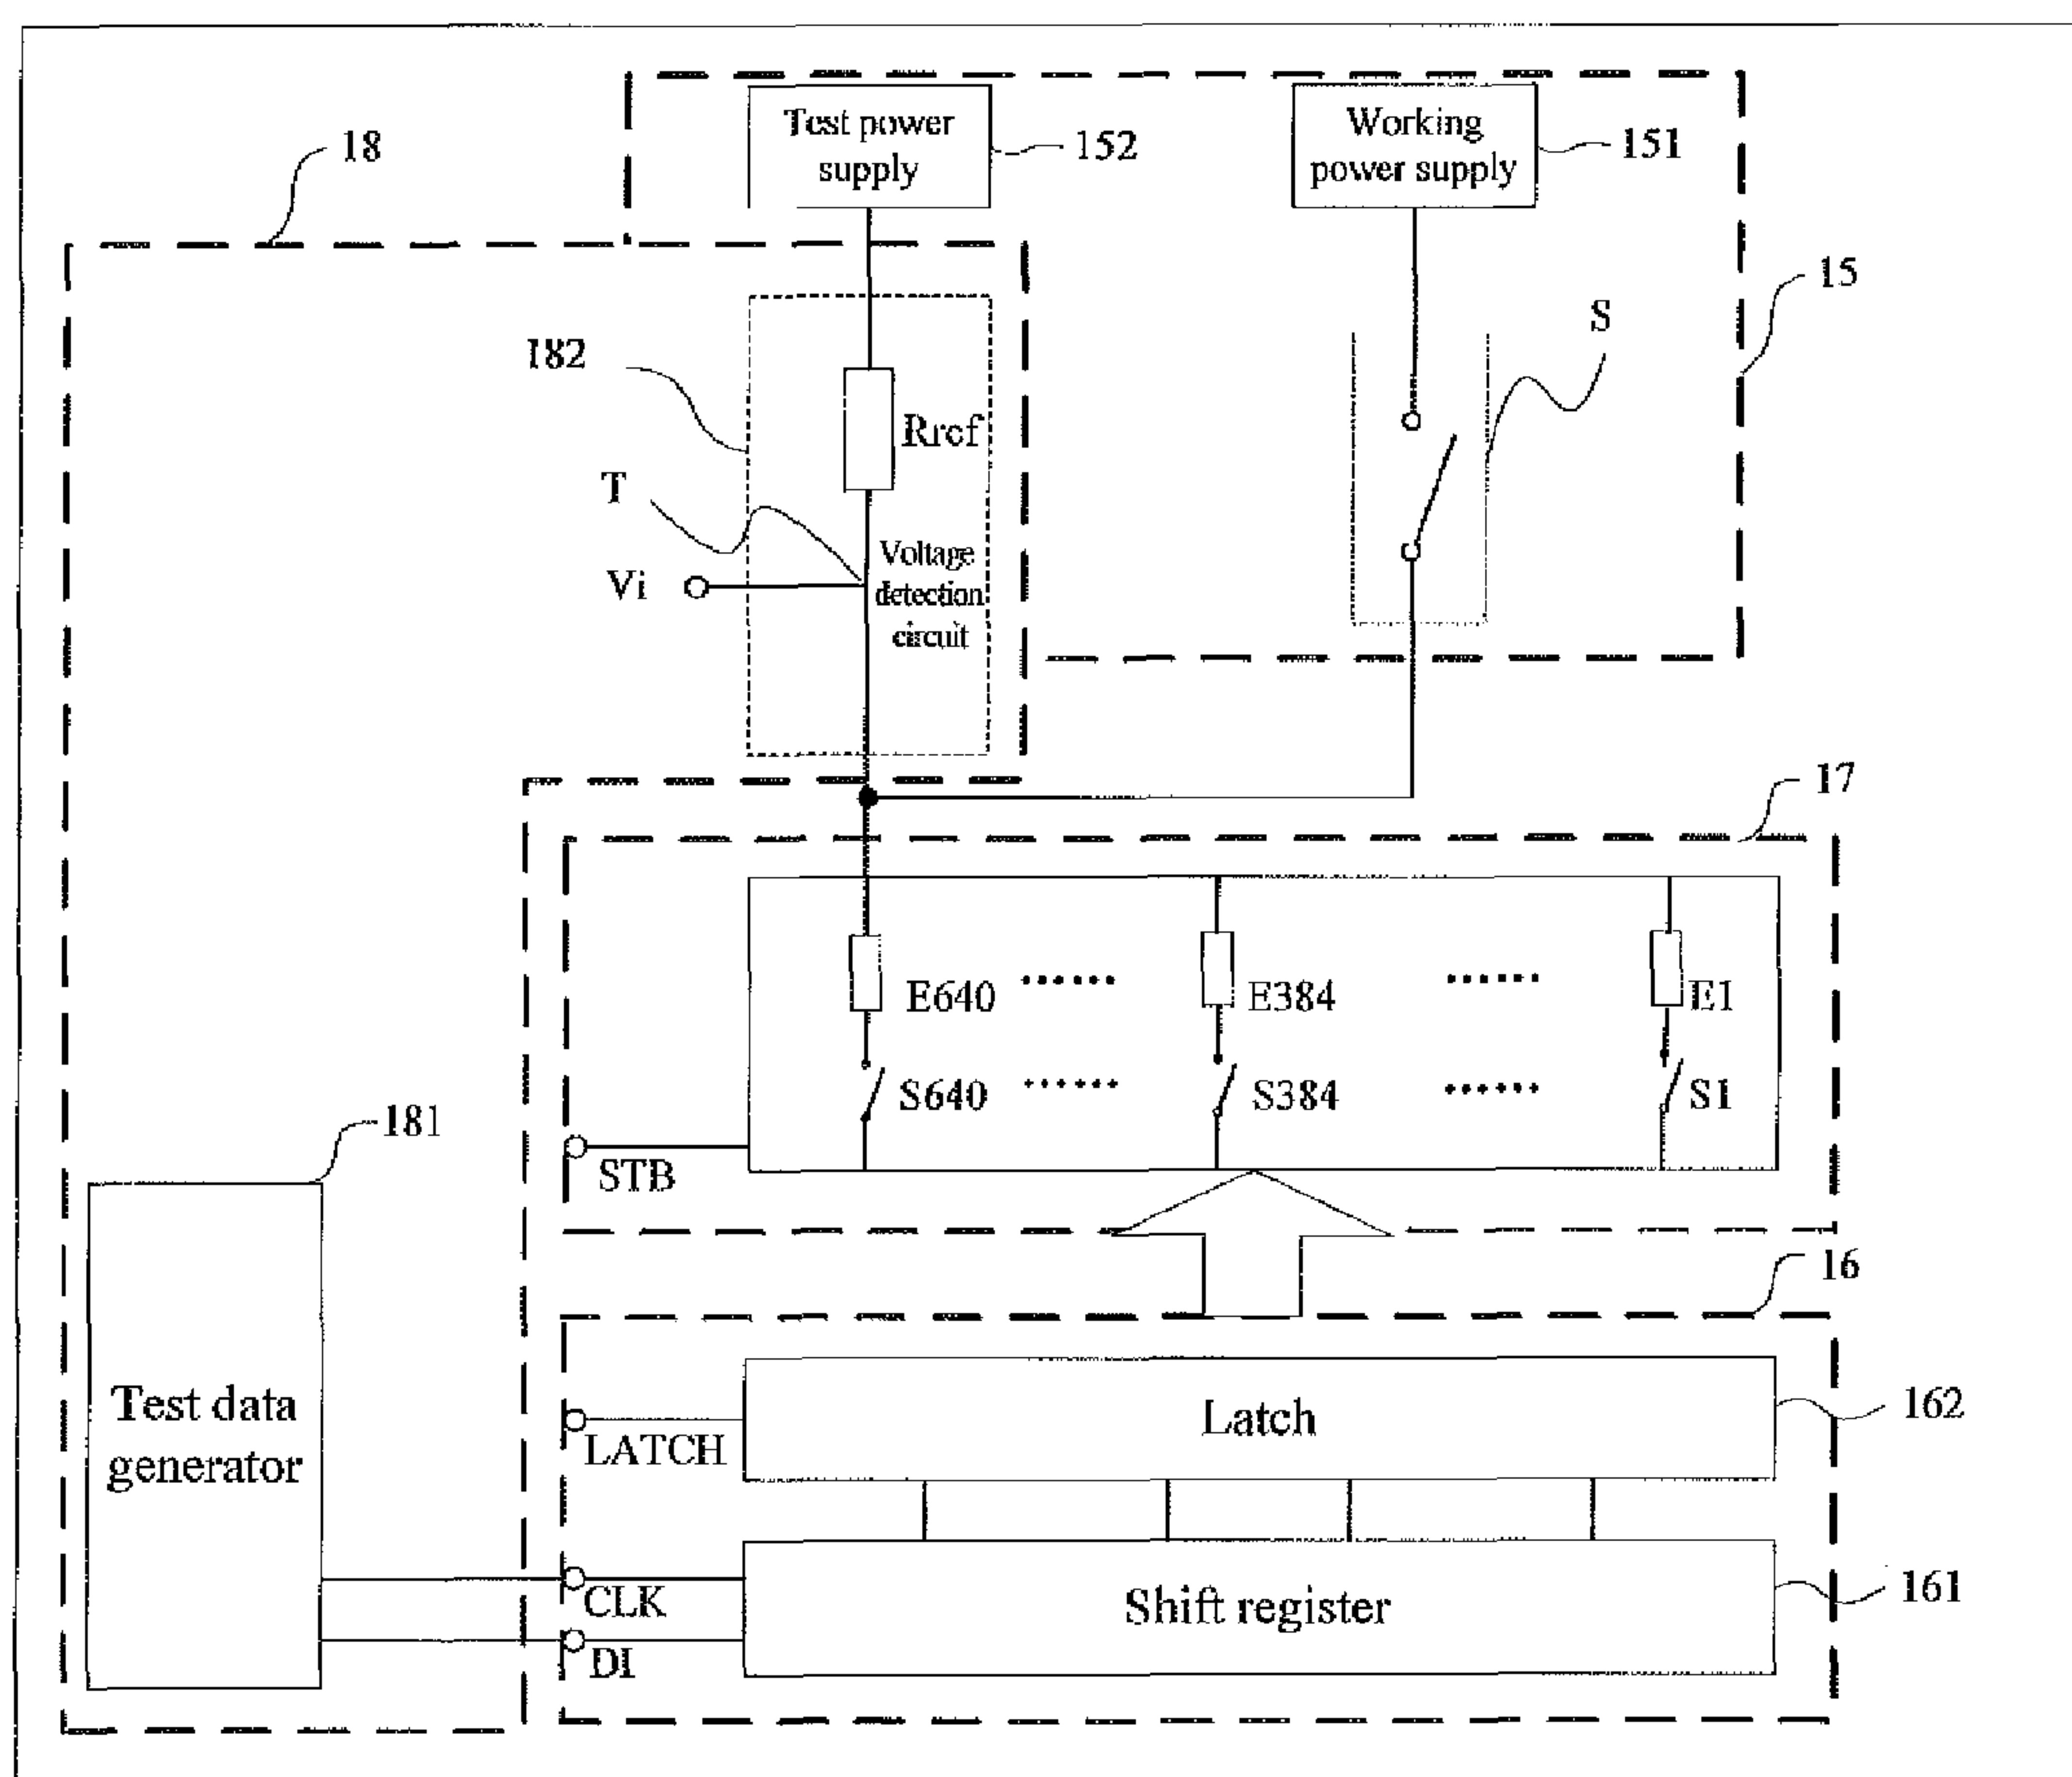 Test power
supply
152
Working
power supply
151
18
15
S
182
Rref
T
Vi
Voltage
detection
circuit
17
E640
......
E384
......
E1
S640
......
S384
......
S1
STB
181
Test data
generator
16
Latch
162
LATCH
CLK
Shift register
161
DI